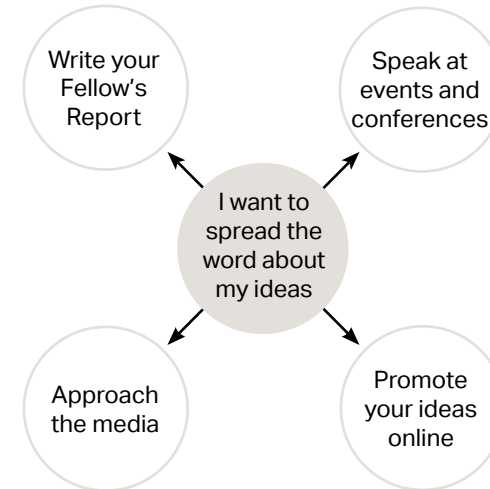 Write your
Fellow's
Report
Speak at
events and
conferences
I want to
spread the
word about
my ideas
Approach
the media
Promote
your ideas
online